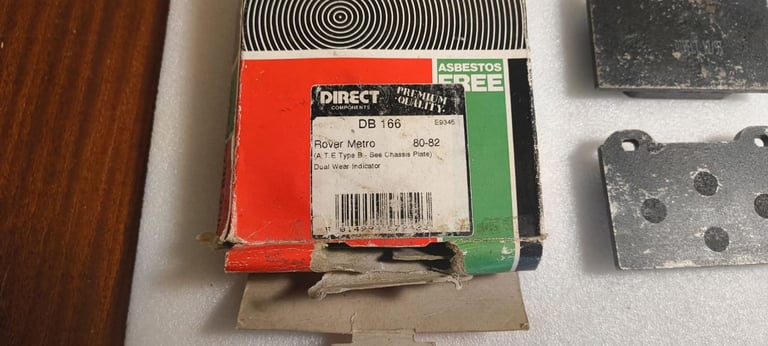 ASBESTOS
FREE
DIRECT
COMPONENTS
PREMIUM
QUALITY
DB 166 E9346
Rover Metro 80-82
(A.T.E Type B - See Chassis Plate)
Dual Wear Indicator